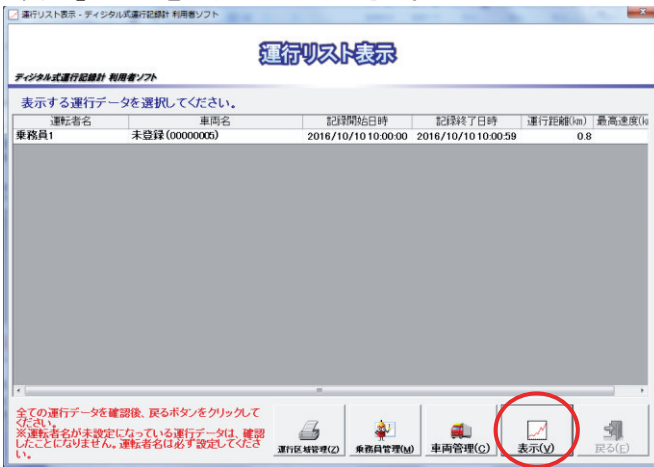 運行リスト表示 - ディジタル式運行記録計 利用者ソフト
運行リスト表示
ディジタル式運行記録計 利用者ソフト
表示する運行データを選択してください。
運転者名 車両名 記録開始日時 記録終了日時 運行距離(km) 最高速度(k
乗務員1 未登録(00000005) 2016/10/10 10:00:00 2016/10/10 10:00:59 0.8
全ての運行データを確認後、戻るボタンをクリックして
ください。
※運転者名が未設定になっている運行データは、確認
したことになりません。運転者名は必ず設定してくださ
い。
運行区域管理(Z) 乗務員管理(M) 車両管理(C) 表示(V) 戻る(E)